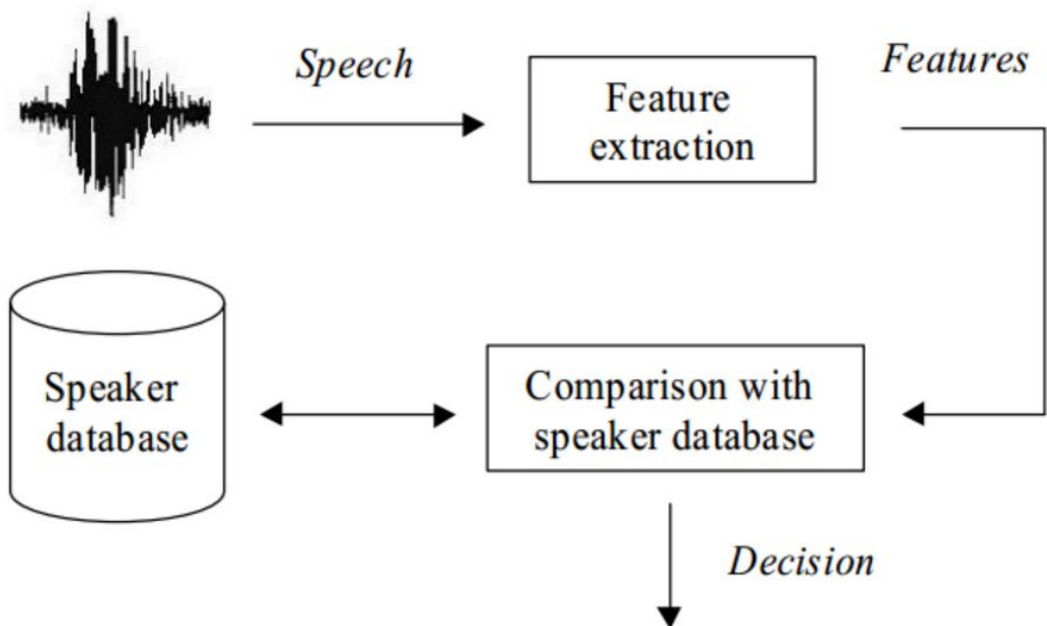 Speech
Feature
extraction
Features
Speaker
database
Comparison with
speaker database
Decision